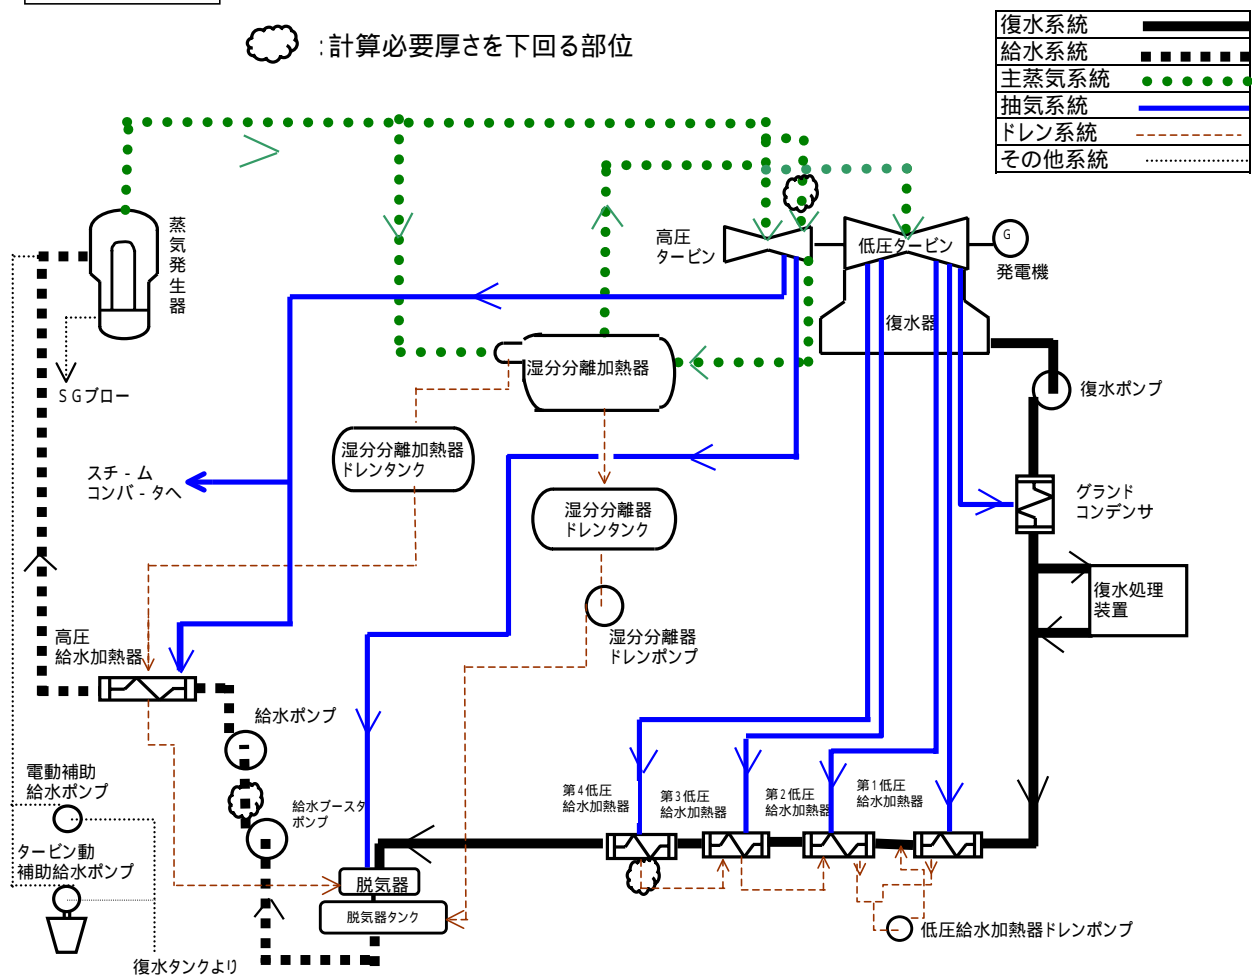 :計算必要厚さを下回る部位
復水系統
給水系統
主蒸気系統
抽気系統
ドレン系統
その他系統
蒸気発生器
高圧
タービン
低圧タービン
G
発電機
復水器
湿分分離加熱器
復水ポンプ
SGブロー
湿分分離加熱器
ドレンタンク
スチ-ム
コンバ-タへ
湿分分離器
ドレンタンク
グランド
コンデンサ
復水処理
装置
湿分分離器
ドレンポンプ
高圧
給水加熱器
給水ポンプ
電動補助
給水ポンプ
給水ブースタ
ポンプ
第4低圧
給水加熱器
第3低圧
給水加熱器
第2低圧
給水加熱器
第1低圧
給水加熱器
タービン動
補助給水ポンプ
脱気器
脱気器タンク
低圧給水加熱器ドレンポンプ
復水タンクより